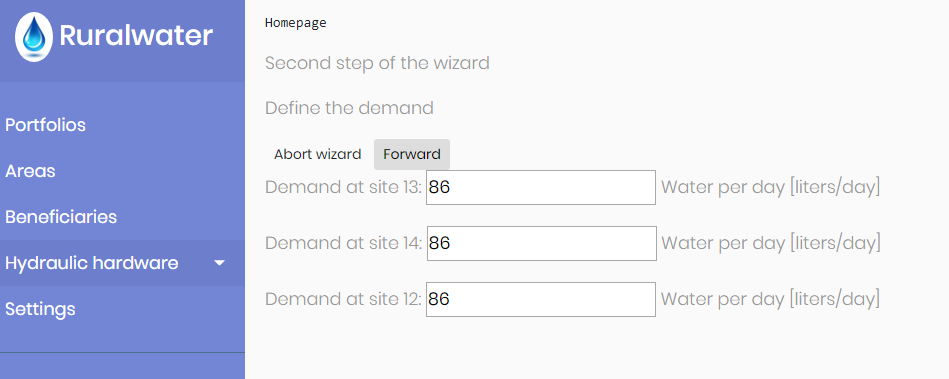 Ruralwater
Portfolios
Areas
Beneficiaries
Hydraulic hardware
Settings
Homepage
Second step of the wizard
Define the demand
Abort wizard Forward
Demand at site 13: 86 Water per day [liters/day]
Demand at site 14: 86 Water per day [liters/day]
Demand at site 12: 86 Water per day [liters/day]